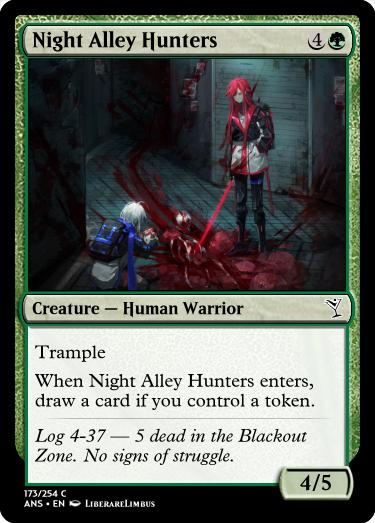 Night Alley Hunters 4
Creature — Human Warrior
Trample
When Night Alley Hunters enters,
draw a card if you control a token.
Log 4-37 — 5 dead in the Blackout
Zone. No signs of struggle.
4/5
173/254 C
ANS • EN LiberareLimbus